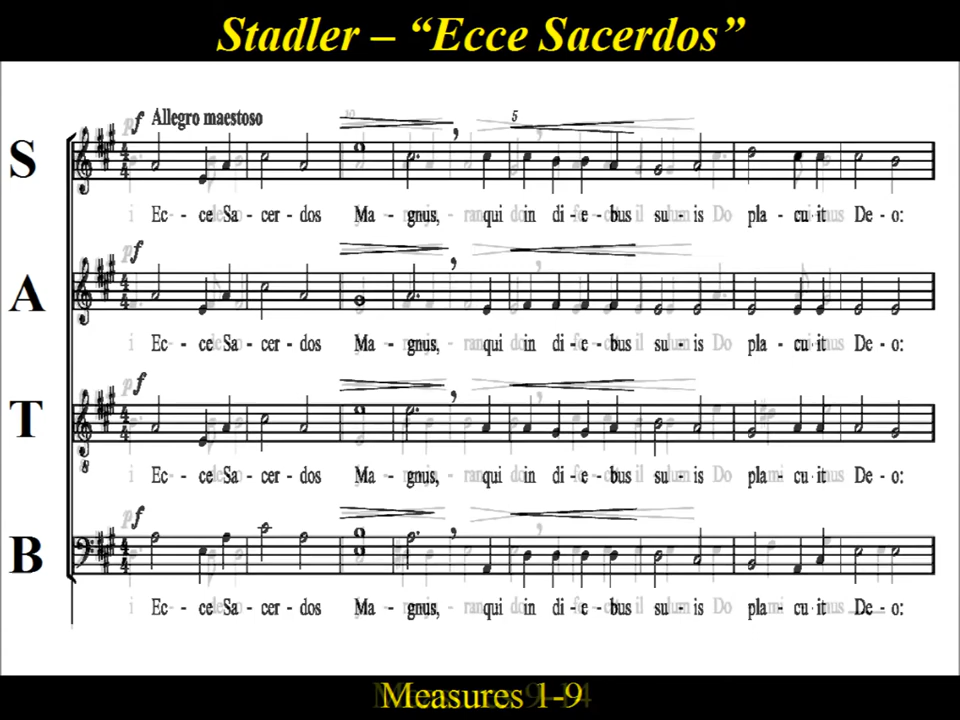 Stadler – “Ecce Sacerdos”
f Allegro maestoso 5
S
Ec - ce Sa - cer - dos Ma - gnus, qui in di - e - bus su - is pla - cu it De - o:
f
A
Ec - ce Sa - cer - dos Ma - gnus, qui in di - e - bus su - is pla - cu it De - o:
f
T
8
Ec - ce Sa - cer - dos Ma - gnus, qui in di - e - bus su - is pla - cu it De - o:
f
B
Ec - ce Sa - cer - dos Ma - gnus, qui in di - e - bus su - is pla - cu it De - o:
Measures 1-9